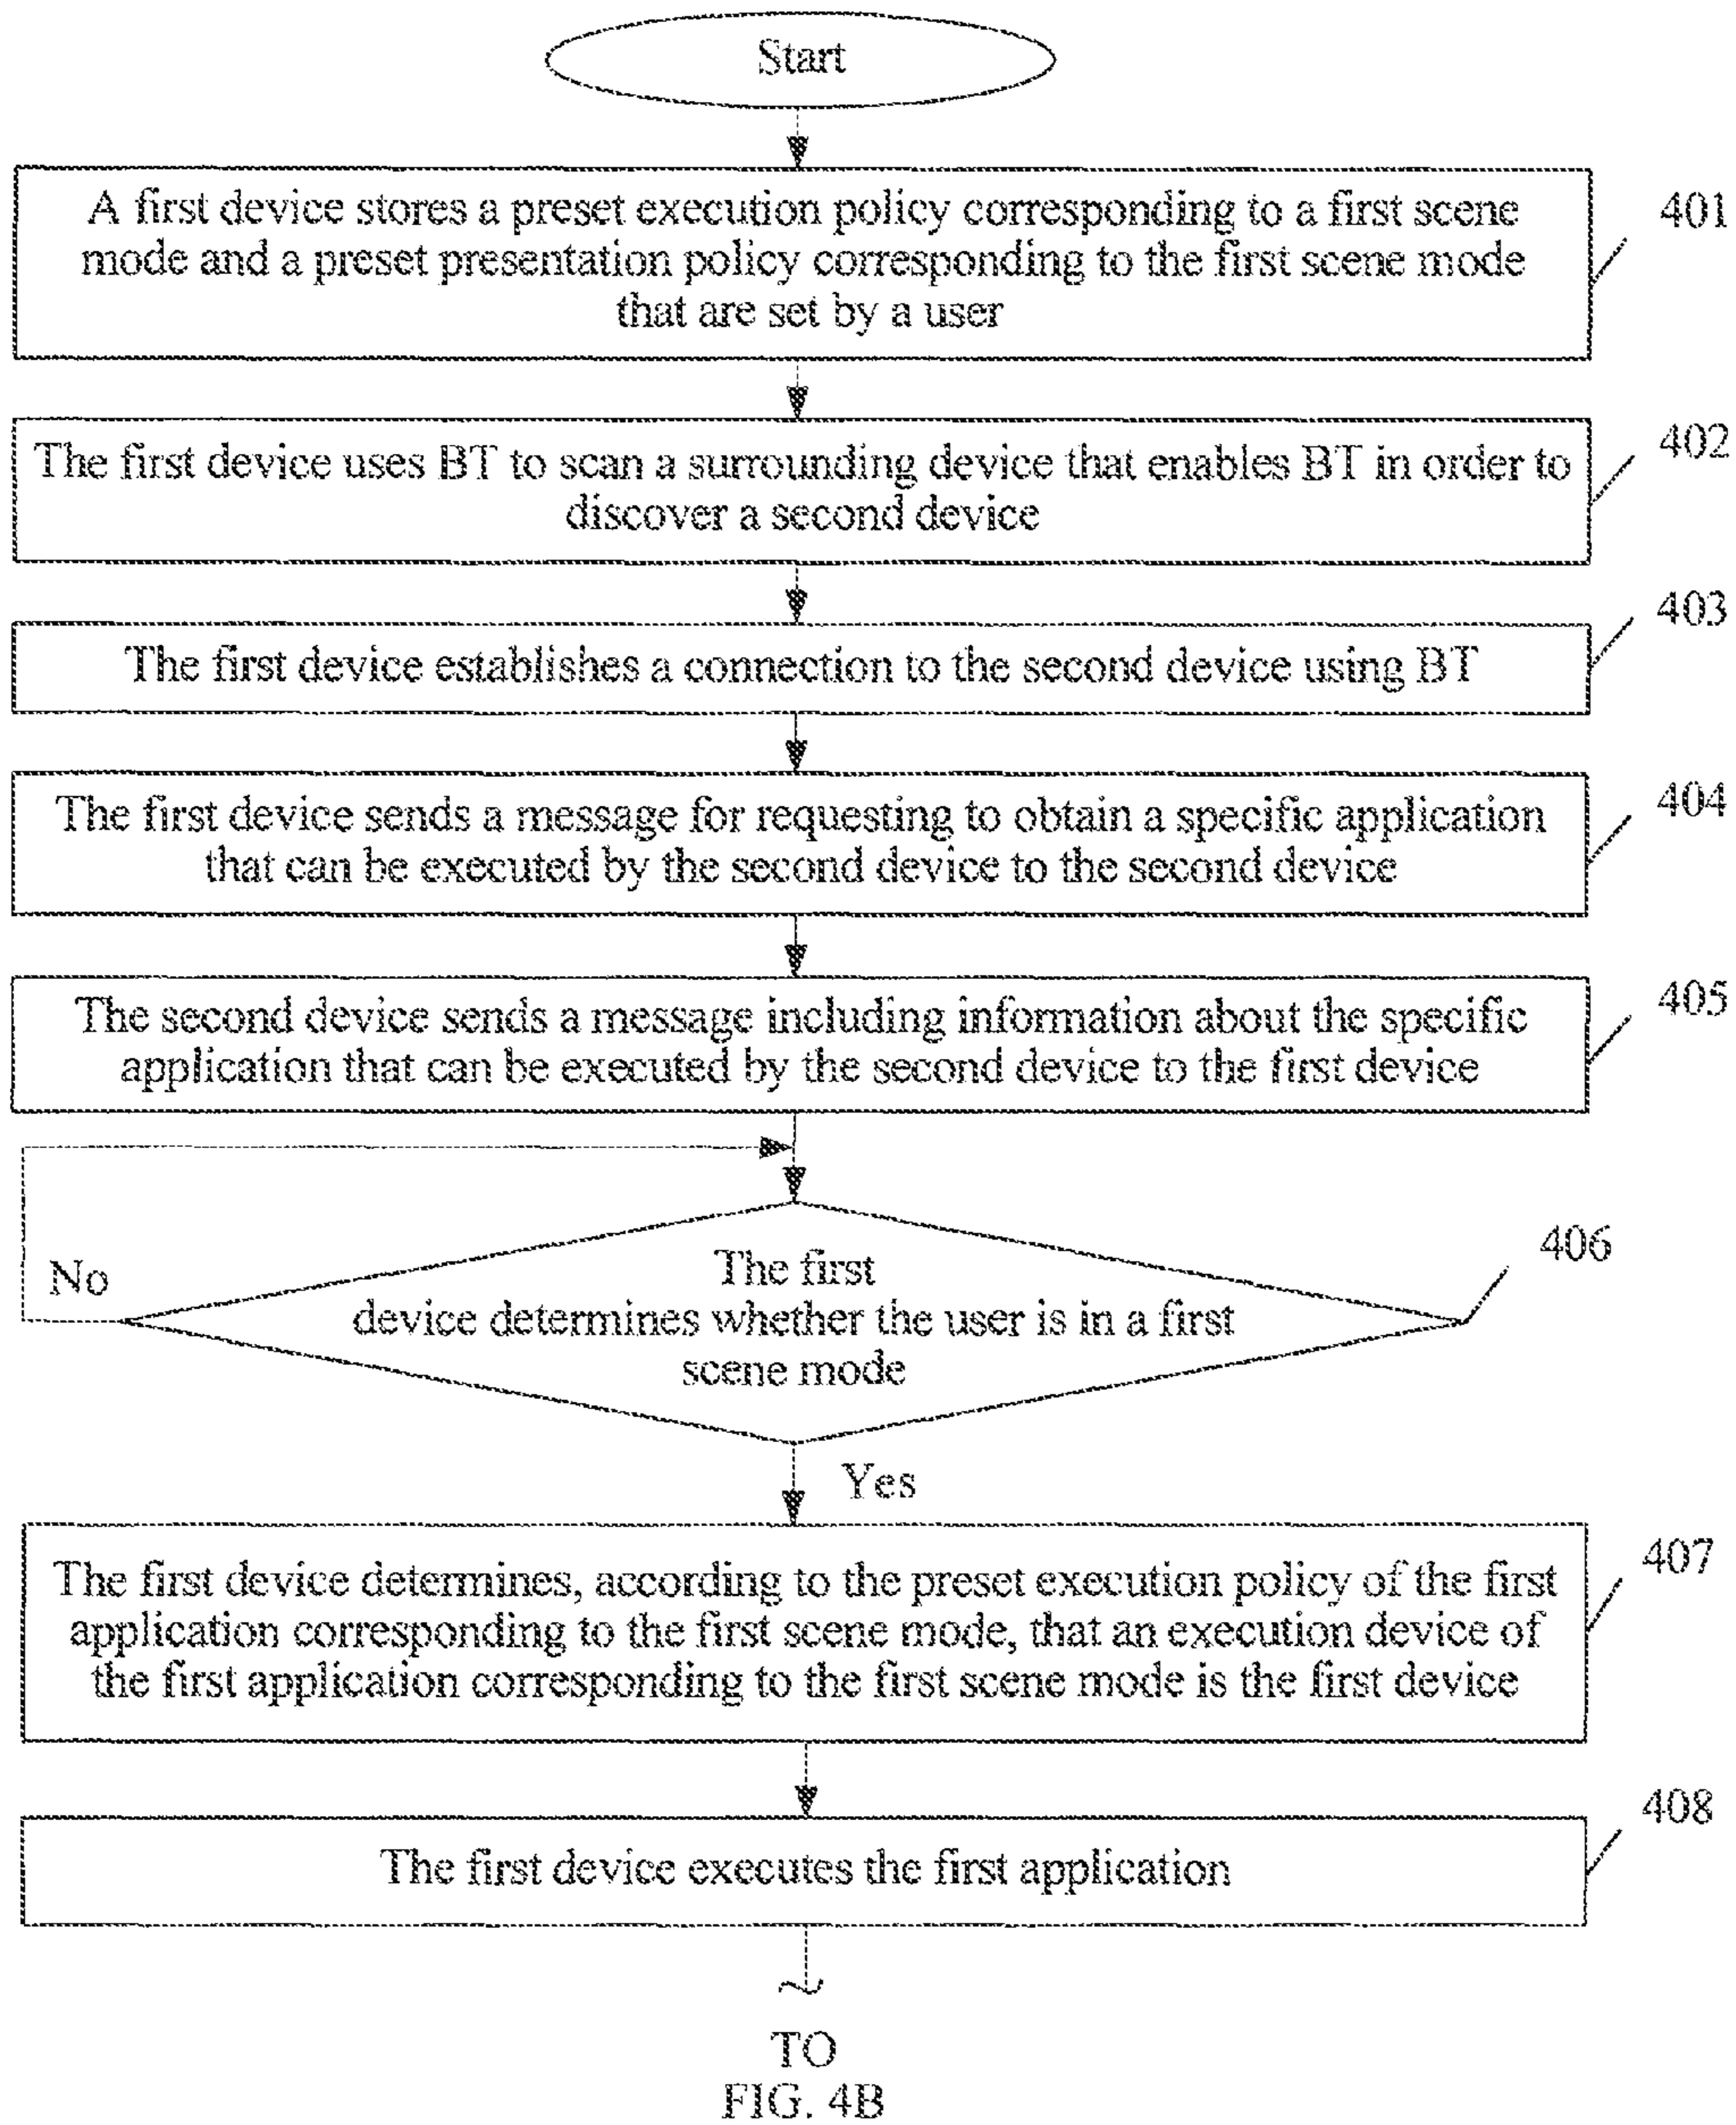 Start
A first device stores a preset execution policy corresponding to a first scene
mode and a preset presentation policy corresponding to the first scene mode
that are set by a user
401
The first device uses BT to scan a surrounding device that enables BT in order to
discover a second device
402
The first device establishes a connection to the second device using BT
403
The first device sends a message for requesting to obtain a specific application
that can be executed by the second device to the second device
404
The second device sends a message including information about the specific
application that can be executed by the second device to the first device
405
The first
device determines whether the user is in a first
scene mode
406
No
Yes
The first device determines, according to the preset execution policy of the first
application corresponding to the first scene mode, that an execution device of
the first application corresponding to the first scene mode is the first device
407
The first device executes the first application
408
TO
FIG. 4B